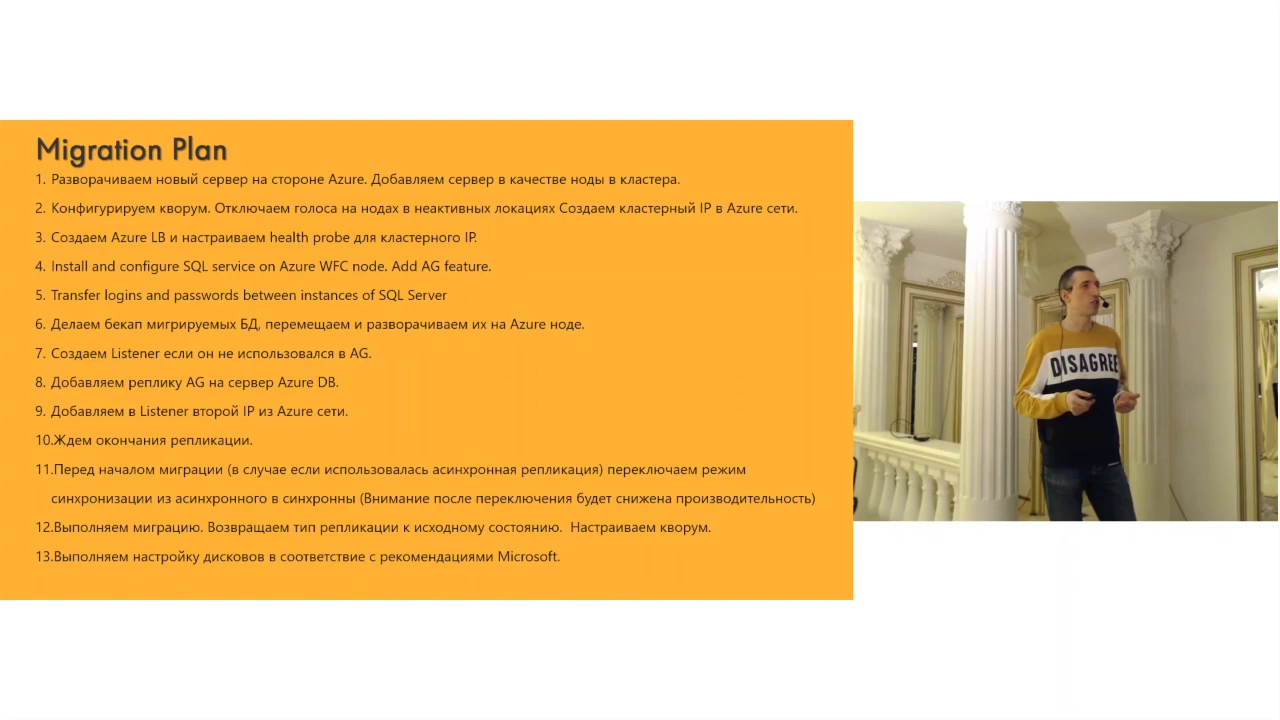 Migration Plan
1. Разворачиваем новый сервер на стороне Azure. Добавляем сервер в качестве ноды в кластера.
2. Конфигурируем кворум. Отключаем голоса на нодах в неактивных локациях Создаем кластерный IP в Azure сети.
3. Создаем Azure LB и настраиваем health probe для кластерного IP.
4. Install and configure SQL service on Azure WFC node. Add AG feature.
5. Transfer logins and passwords between instances of SQL Server
6. Делаем бекап мигрируемых БД, перемещаем и разворачиваем их на Azure ноде.
7. Создаем Listener если он не использовался в AG.
8. Добавляем реплику AG на сервер Azure DB.
9. Добавляем в Listener второй IP из Azure сети.
10.Ждем окончания репликации.
11.Перед началом миграции (в случае если использовалась асинхронная репликация) переключаем режим
синхронизации из асинхронного в синхронны (Внимание после переключения будет снижена производительность)
12.Выполняем миграцию. Возвращаем тип репликации к исходному состоянию.  Настраиваем кворум.
13.Выполняем настройку дисковов в соответствие с рекомендациями Microsoft.
DISAGREE